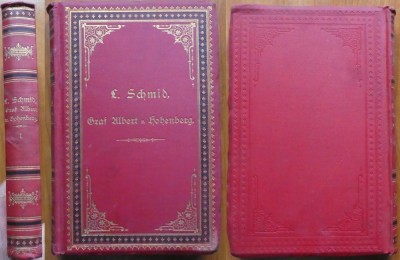 L. Schmid,
Graf Albert
v. Hohenberg.
I.
L. Schmid,
Graf Albert v. Hohenberg.